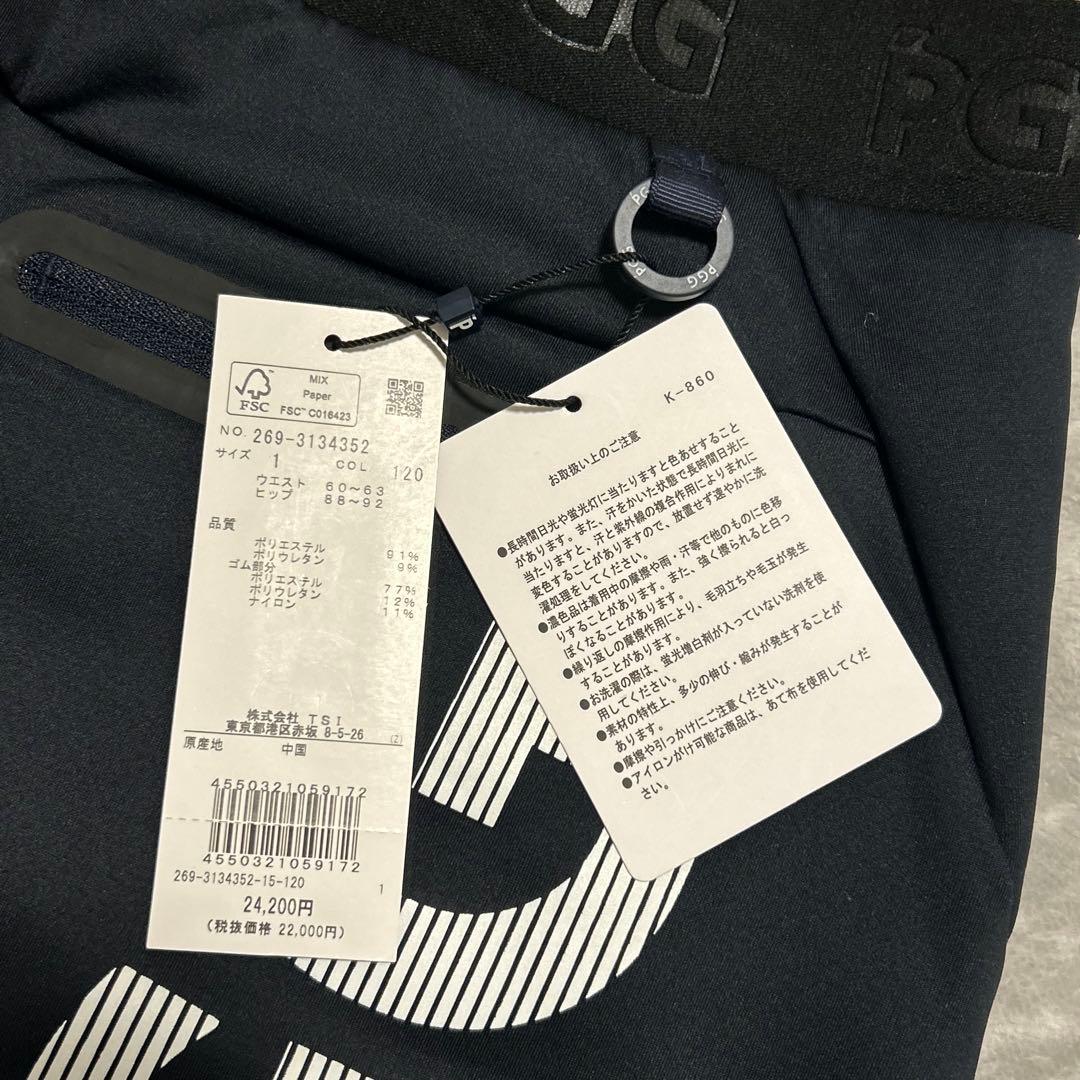 PGG
PGG
PGG
PGG
MIX
Paper
FSC™ C016423
FSC
NO. 269-3134352
サイズ 1 COL 120
ウエスト 60〜63
ヒップ 88〜92
品質
ポリエステル 91%
ポリウレタン 9%
ゴム部分
ポリエステル 77%
ポリウレタン 12%
ナイロン 11%
株式会社 TSI
東京都港区赤坂 8-5-26
(2)
原産地 中国
4550321059172
4550321059172
269-3134352-15-120 1
24,200円
(税抜価格 22,000円)
K-860
お取扱い上のご注意
●長時間日光や蛍光灯に当たりますと色あせすること
があります。また、汗をかいた状態で長時間日光に
当たりますと、汗と紫外線の複合作用によりまれに
変色することがありますので、放置せず速やかに洗
濯処理をしてください。
●濃色品は着用中の摩擦や雨・汗等で他のものに色移
りすることがあります。また、強く擦られると白っ
ぽくなることがあります。
●繰り返しの摩擦作用により、毛羽立ちや毛玉が発生
することがあります。
●お洗濯の際は、蛍光増白剤が入っていない洗剤を使
用してください。
●素材の特性上、多少の伸び・縮みが発生することが
あります。
●摩擦や引っかけにご注意ください。
●アイロンがけ可能な商品は、あて布を使用してくだ
さい。